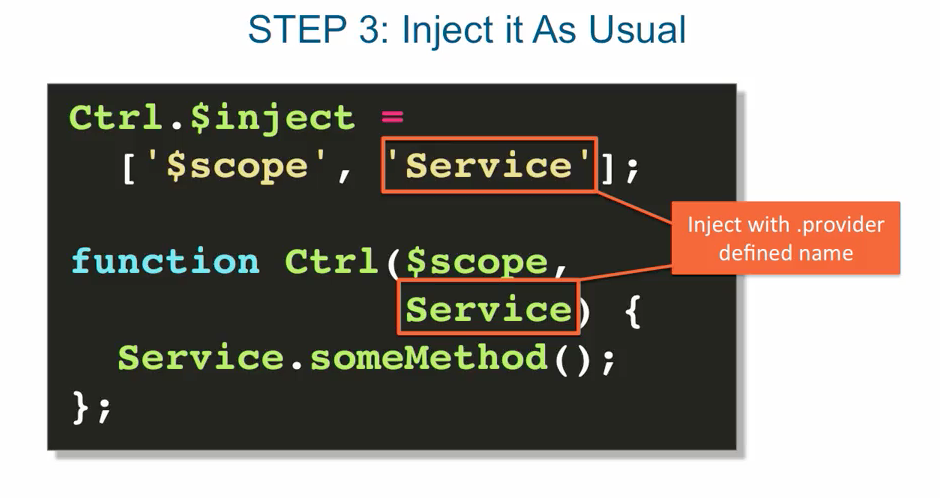 STEP 3: Inject it As Usual
Ctrl.$inject =
['$scope', 'Service'];
Inject with .provider
defined name
function Ctrl($scope,
Service) {
Service.someMethod();
};